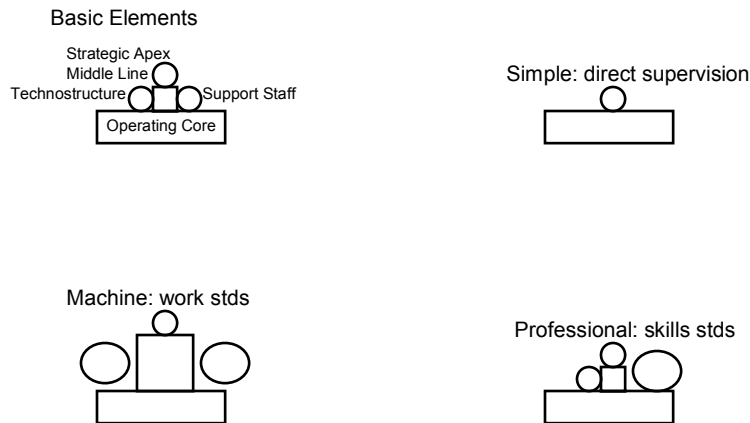 Basic Elements
Strategic Apex
Middle Line
Technostructure
Support Staff
Operating Core
Simple: direct supervision
Machine: work stds
Professional: skills stds